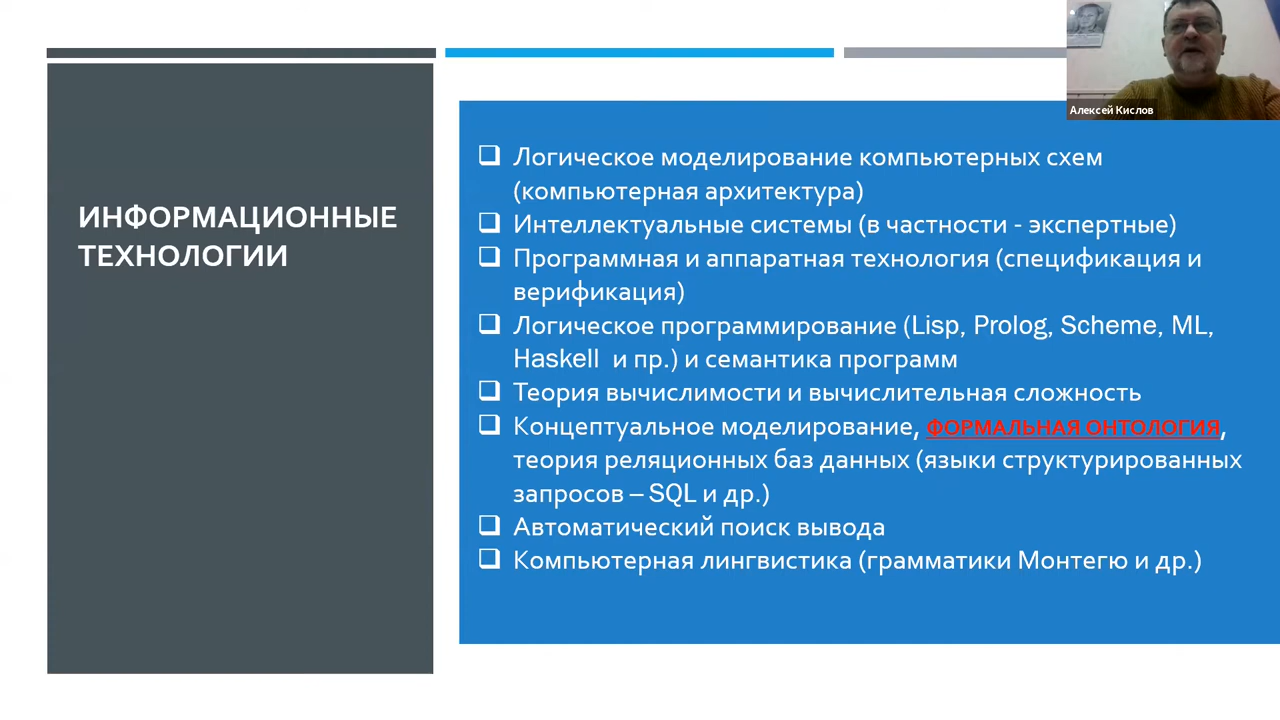 Алексей Кислов
ИНФОРМАЦИОННЫЕ
ТЕХНОЛОГИИ
Логическое моделирование компьютерных схем
(компьютерная архитектура)
Интеллектуальные системы (в частности - экспертные)
Программная и аппаратная технология (спецификация и
верификация)
Логическое программирование (Lisp, Prolog, Scheme, ML,
Haskell и пр.) и семантика программ
Теория вычислимости и вычислительная сложность
Концептуальное моделирование, ФОРМАЛЬНАЯ ОНТОЛОГИЯ,
теория реляционных баз данных (языки структурированных
запросов – SQL и др.)
Автоматический поиск вывода
Компьютерная лингвистика (грамматики Монтегю и др.)